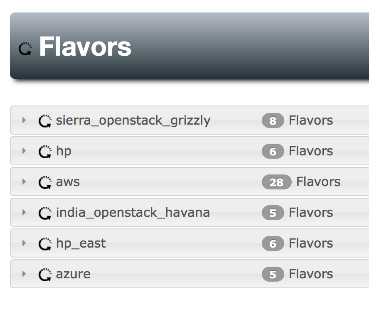 Flavors
sierra_openstack_grizzly 8 Flavors
hp 6 Flavors
aws 28 Flavors
india_openstack_havana 5 Flavors
hp_east 6 Flavors
azure 5 Flavors